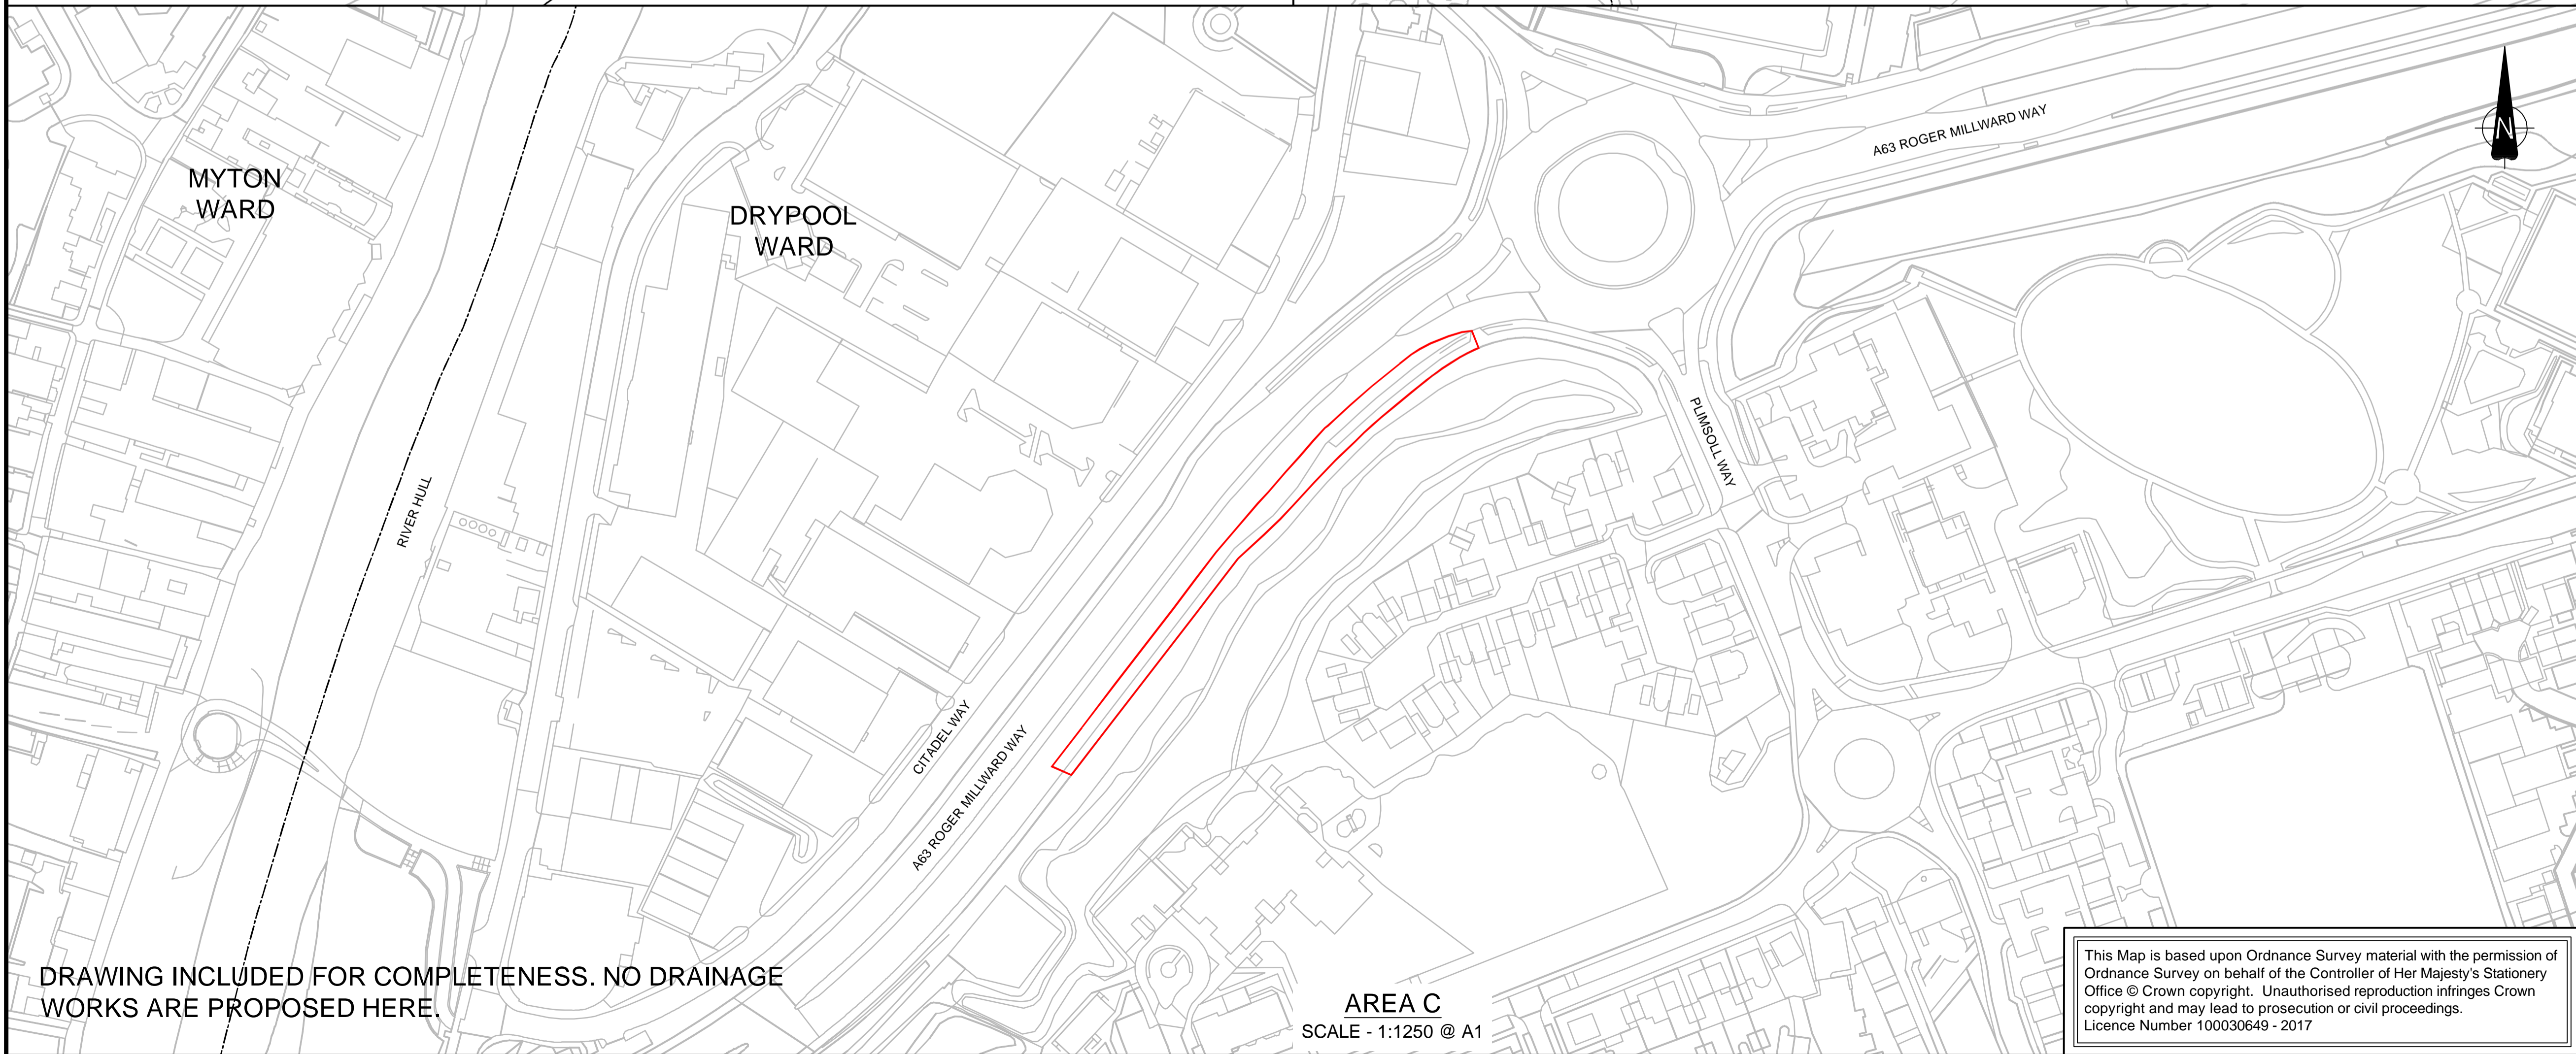 A63 ROGER MILLWARD WAY
N
MYTON
WARD
DRYPOOL
WARD
PLIMSOLL WAY
RIVER HULL
CITADEL WAY
A63 ROGER MILLWARD WAY
DRAWING INCLUDED FOR COMPLETENESS. NO DRAINAGE
WORKS ARE PROPOSED HERE.
AREA C
SCALE - 1:1250 @ A1
This Map is based upon Ordnance Survey material with the permission of
Ordnance Survey on behalf of the Controller of Her Majesty's Stationery
Office © Crown copyright. Unauthorised reproduction infringes Crown
copyright and may lead to prosecution or civil proceedings.
Licence Number 100030649 - 2017